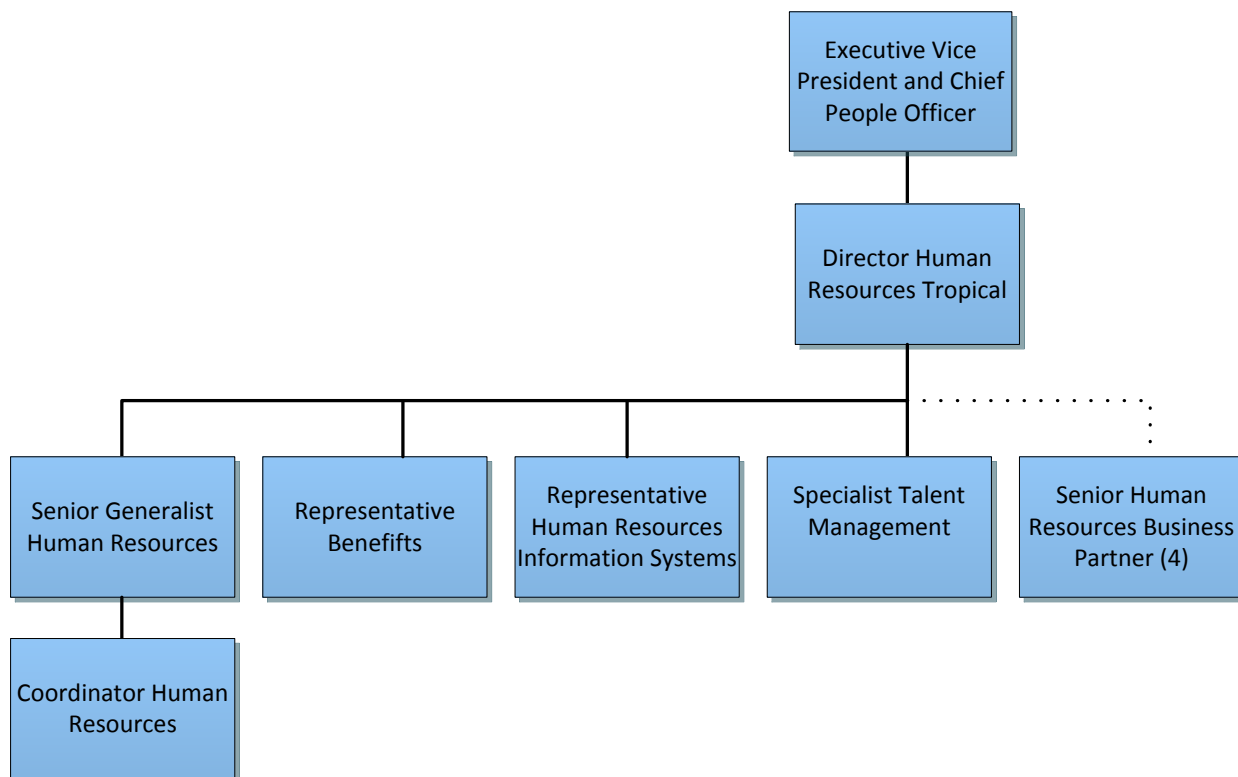 Executive Vice
President and Chief
People Officer
Director Human
Resources Tropical
Senior Generalist
Human Resources
Representative
Benefifts
Representative
Human Resources
Information Systems
Specialist Talent
Management
Senior Human
Resources Business
Partner (4)
Coordinator Human
Resources